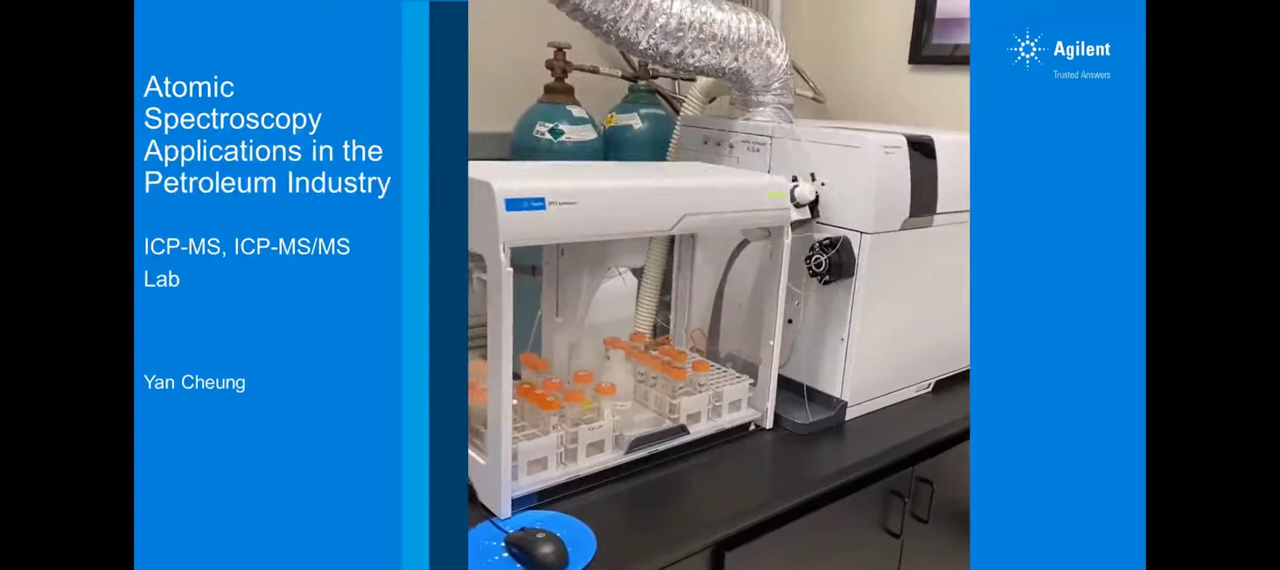 Atomic
Spectroscopy
Applications in the
Petroleum Industry
ICP-MS, ICP-MS/MS
Lab
Yan Cheung
Agilent
Trusted Answers